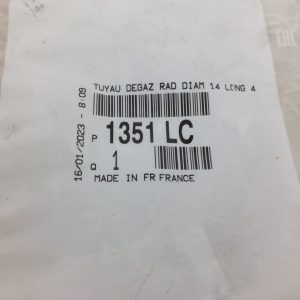 TUYAU DEGAZ RAD DIAM 14 LONG 4
P 1351 LC
Q 1
MADE IN FR FRANCE
16/01/2023 - 8:09